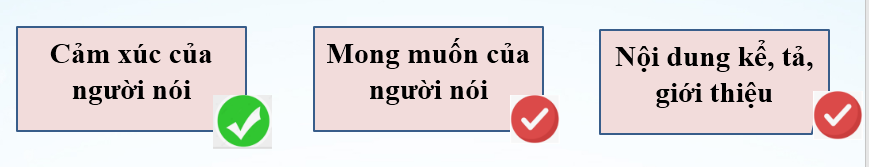 Cảm xúc của
người nói
Mong muốn của
người nói
Nội dung kể, tả,
giới thiệu